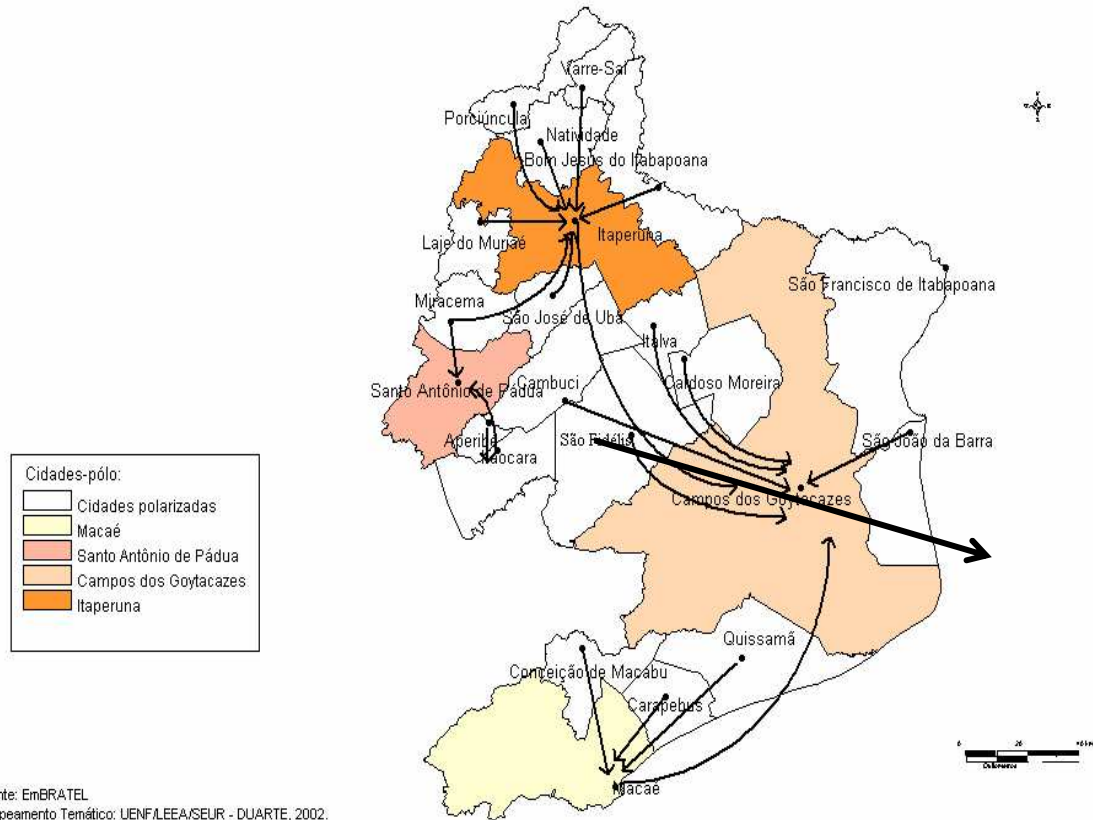 Varre-Sai
Porciúncula
Natividade
Bom Jesus do Itabapoana
Laje do Muriaé
Itaperuna
São Francisco de Itabapoana
Miracema
São José de Ubá
Italva
Santo Antônio de Pádua
Cambuci
Cardoso Moreira
Aperibé
Itaocara
São Fidélis
São João da Barra
Campos dos Goytacazes
Cidades-pólo:
Cidades polarizadas
Macaé
Santo Antônio de Pádua
Campos dos Goytacazes
Itaperuna
Quissamã
Conceição de Macabu
Carapebus
Macaé
nte: EmBRATEL
peamento Temático: UENF/LEEA/SEUR - DUARTE, 2002.